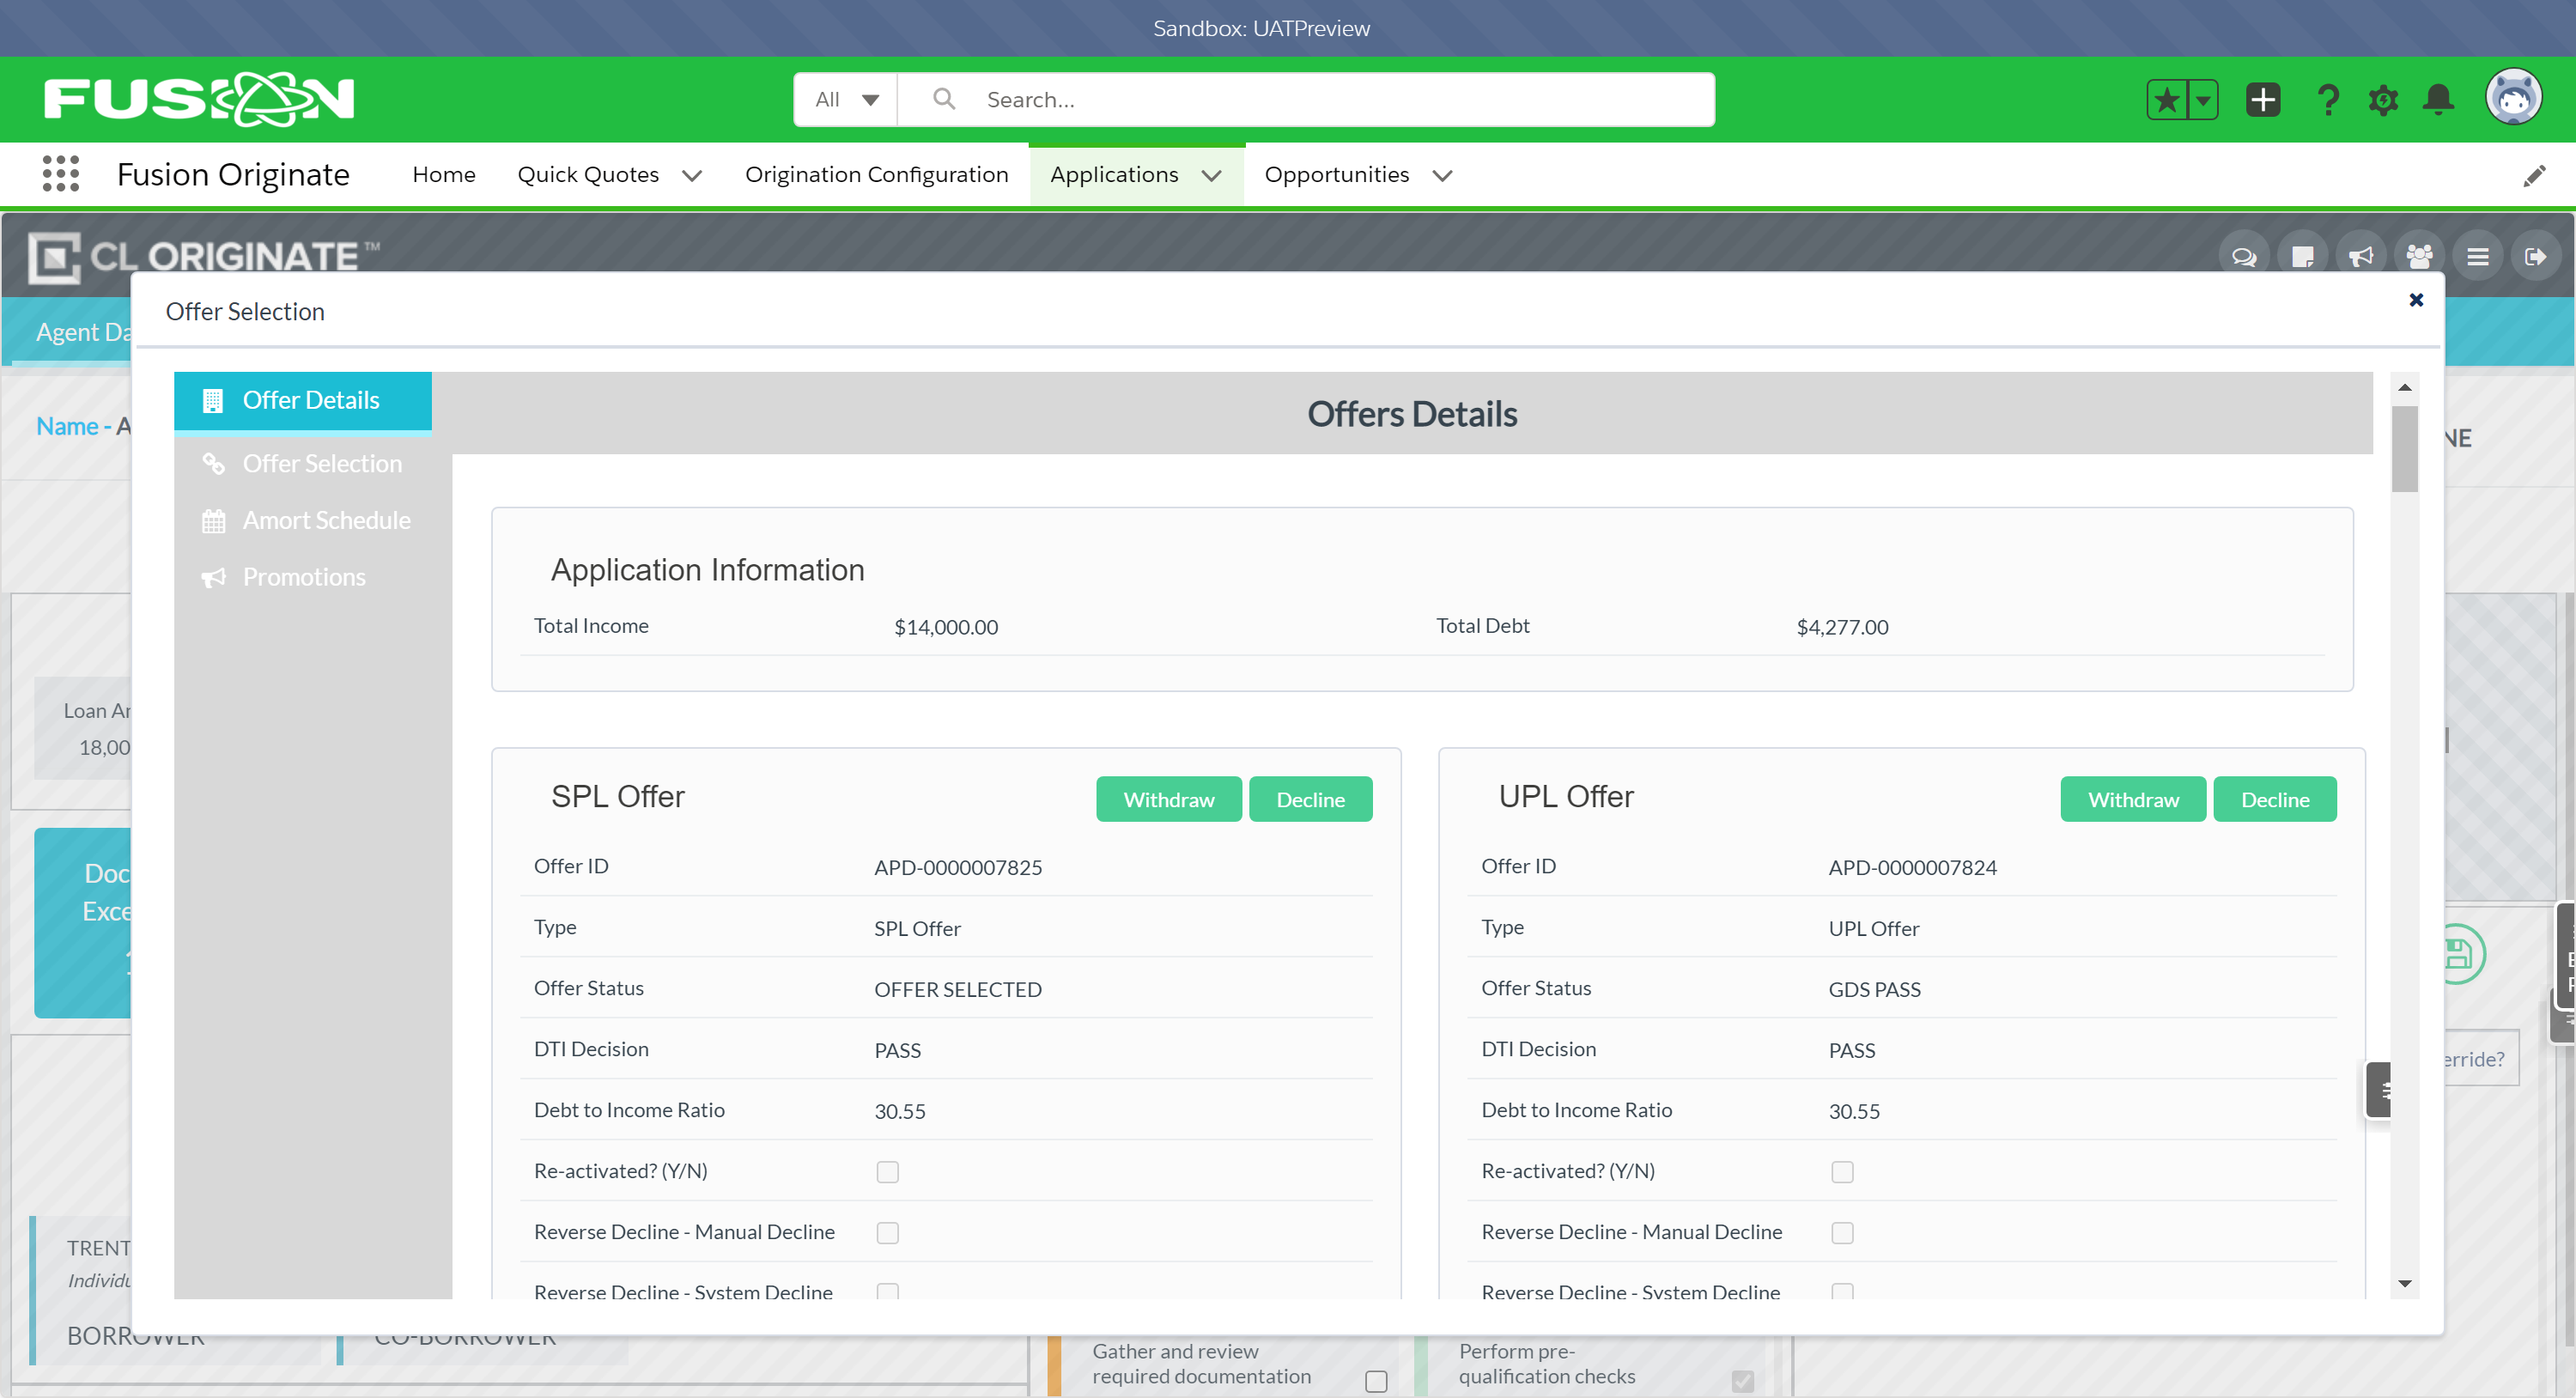 Sandbox: UATPreview
FUSION
All
Search...
Fusion Originate
Home
Quick Quotes
Origination Configuration
Applications
Opportunities
CL ORIGINATE™
Agent Da
Offer Selection
Name - A
NE
Offer Details
Offer Selection
Amort Schedule
Promotions
Offers Details
Application Information
Total Income $14,000.00 Total Debt $4,277.00
Loan Ar
18,00
SPL Offer Withdraw Decline
Offer ID APD-0000007825
Type SPL Offer
Offer Status OFFER SELECTED
DTI Decision PASS
Debt to Income Ratio 30.55
Re-activated? (Y/N)
Reverse Decline - Manual Decline
Reverse Decline - System Decline
UPL Offer Withdraw Decline
Offer ID APD-0000007824
Type UPL Offer
Offer Status GDS PASS
DTI Decision PASS
Debt to Income Ratio 30.55
Re-activated? (Y/N)
Reverse Decline - Manual Decline
Reverse Decline - System Decline
Doc
Exce
erride?
TRENT
Individu
BORROWER
CO-BORROWER
Gather and review
required documentation
Perform pre-
qualification checks